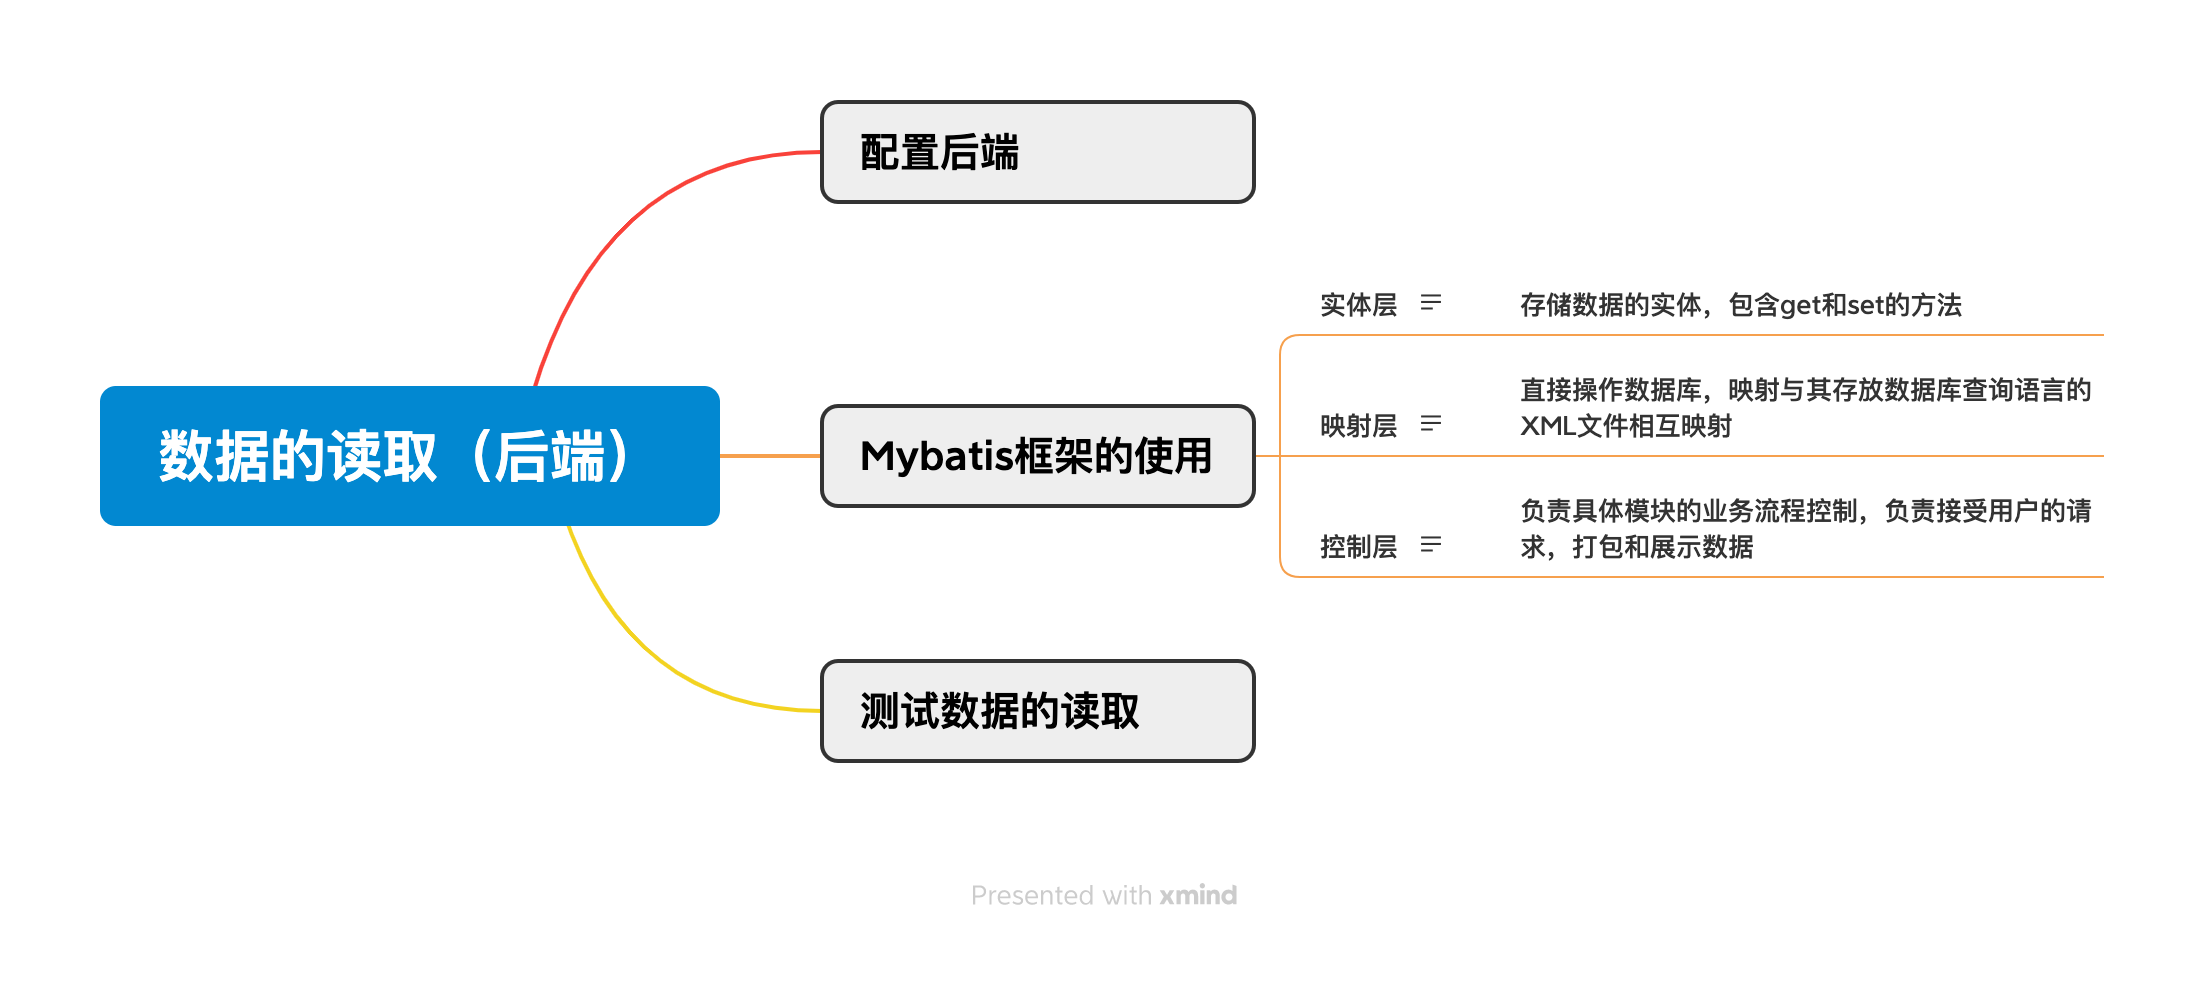 配置后端
实体层
存储数据的实体，包含get和set的方法
数据的读取（后端）
Mybatis框架的使用
映射层
直接操作数据库，映射与其存放数据库查询语言的
XML文件相互映射
控制层
负责具体模块的业务流程控制，负责接受用户的请
求，打包和展示数据
测试数据的读取
Presented with xmind